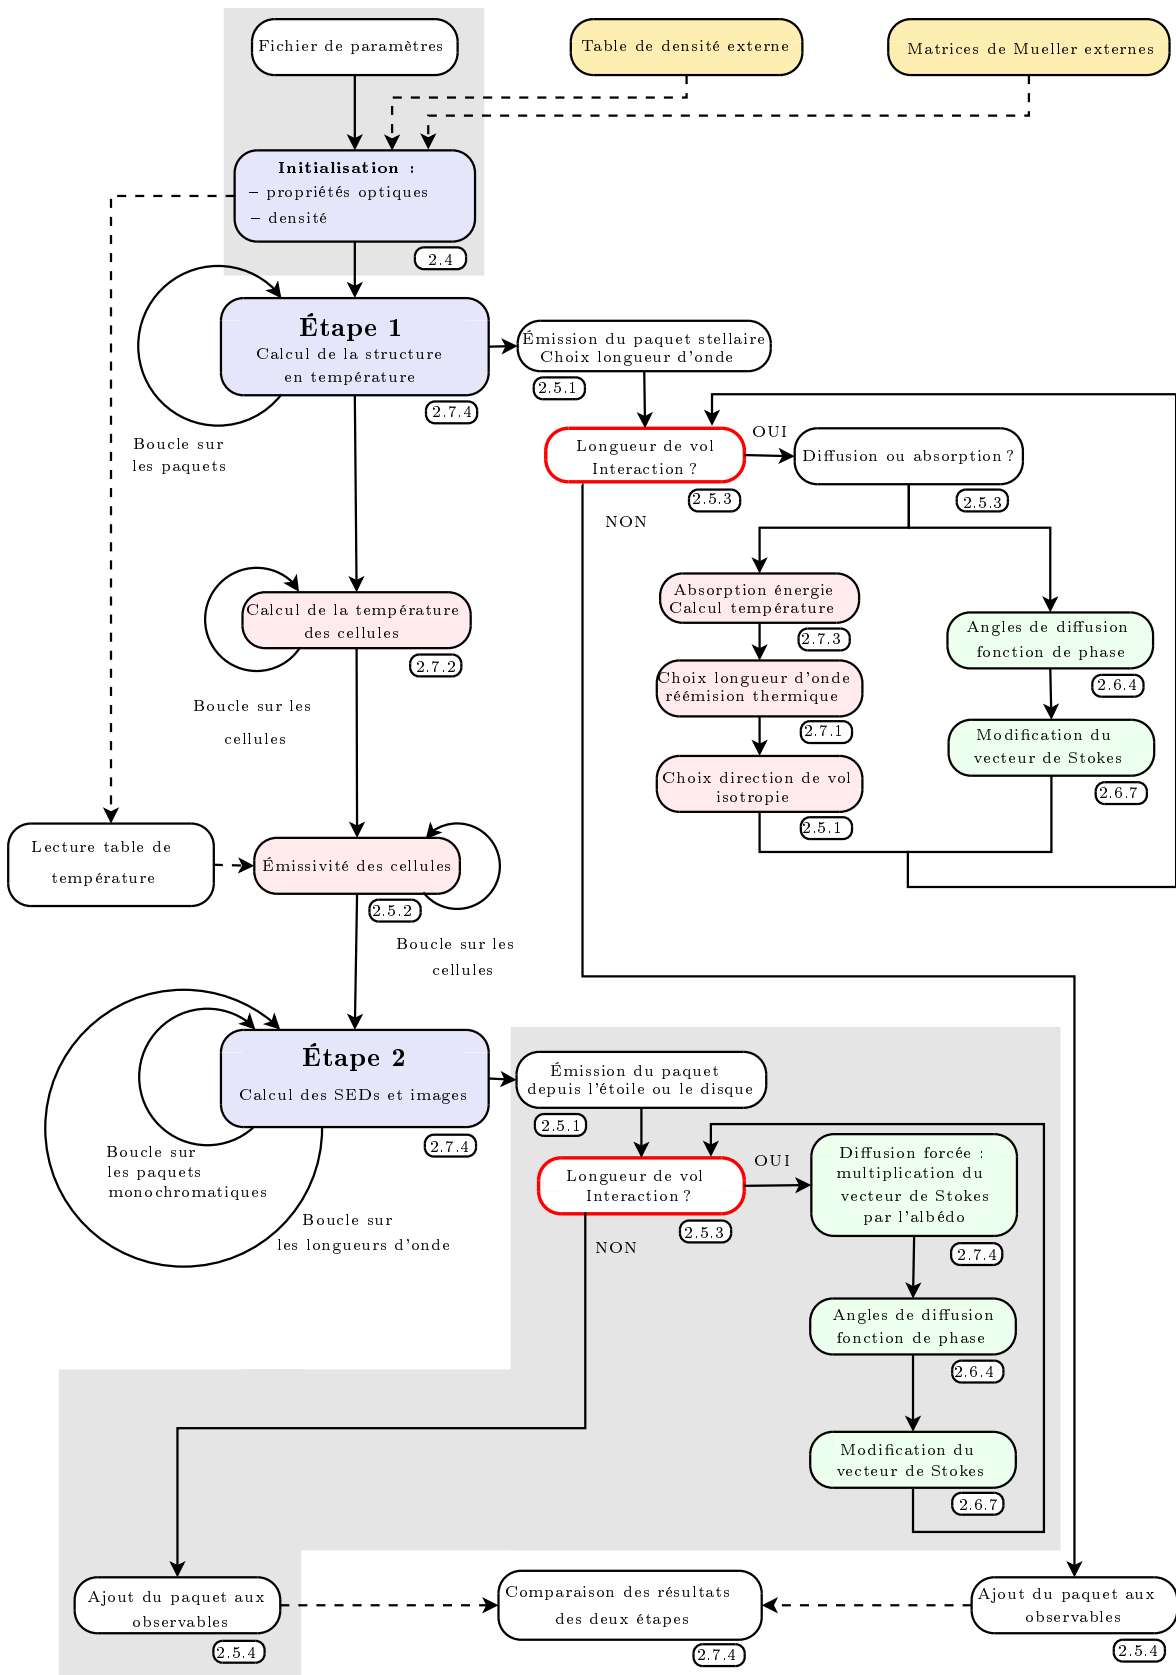 Fichier de paramètres
Table de densité externe
Matrices de Mueller externes
Initialisation :
– propriétés optiques
– densité
2.4
Étape 1
Calcul de la structure
en température
2.7.4
Boucle sur
les paquets
Émission du paquet stellaire
Choix longueur d'onde
2.5.1
Longueur de vol
Interaction ?
2.5.3
OUI
NON
Diffusion ou absorption ?
2.5.3
Absorption énergie
Calcul température
2.7.3
Choix longueur d'onde
réémision thermique
2.7.1
Choix direction de vol
isotropie
2.5.1
Angles de diffusion
fonction de phase
2.6.4
Modification du
vecteur de Stokes
2.6.7
Calcul de la température
des cellules
2.7.2
Boucle sur les
cellules
Lecture table de
température
Émissivité des cellules
2.5.2
Boucle sur les
cellules
Étape 2
Calcul des SEDs et images
2.7.4
Boucle sur
les paquets
monochromatiques
Boucle sur
les longueurs d'onde
Émission du paquet
depuis l'étoile ou le disque
2.5.1
Longueur de vol
Interaction ?
2.5.3
OUI
NON
Diffusion forcée :
multiplication du
vecteur de Stokes
par l'albédo
2.7.4
Angles de diffusion
fonction de phase
2.6.4
Modification du
vecteur de Stokes
2.6.7
Ajout du paquet aux
observables
2.5.4
Comparaison des résultats
des deux étapes
2.7.4
Ajout du paquet aux
observables
2.5.4